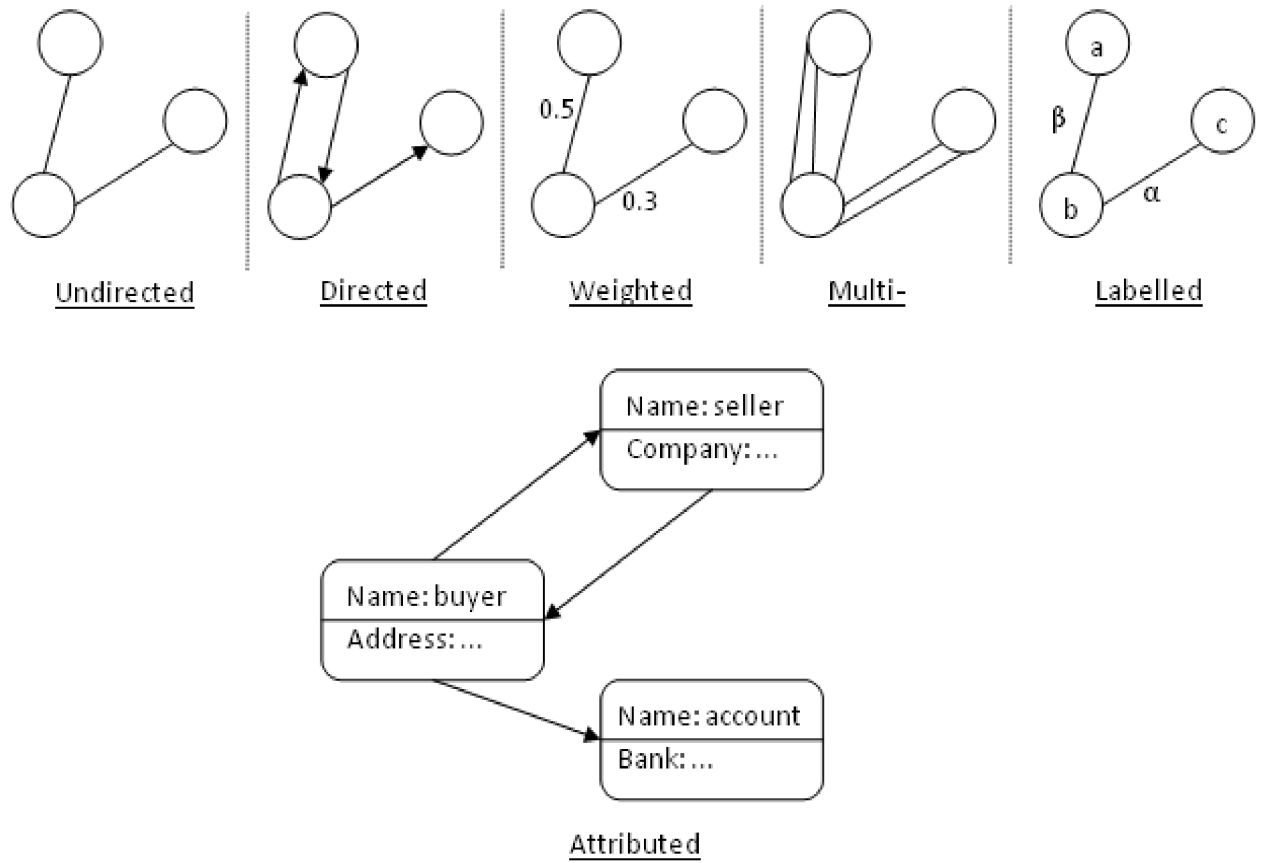 a
0.5
β
c
b
0.3
α
Undirected
Directed
Weighted
Multi-
Labelled
Name: seller
Company: ...
Name: buyer
Address: ...
Name: account
Bank: ...
Attributed